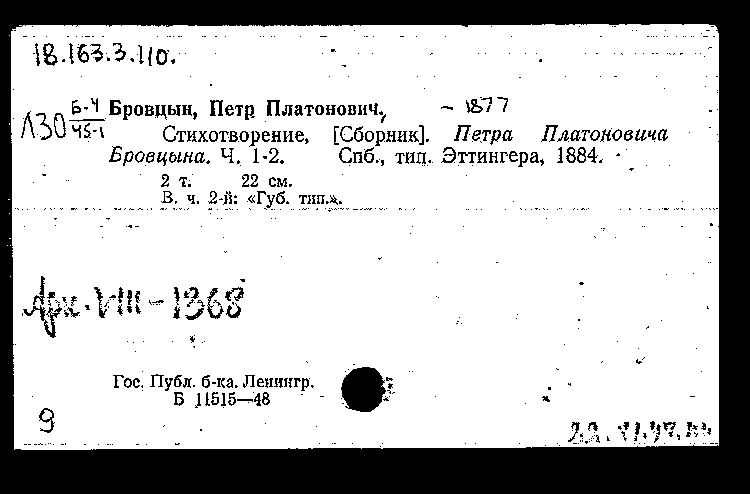 18.163.3.110.
Б-4 Бровцын, Петр Платонович, – 1877
Л30 45-1 Стихотворение, [Сборник]. Петра Платоновича
Бровцына. Ч. 1-2. Спб., тип. Эттингера, 1884.
2 т. 22 см.
В. ч. 2-й: «Губ. тип.».
Арх. VIII – 1368
Гос. Публ. б-ка. Ленингр.
Б 11515—48
9